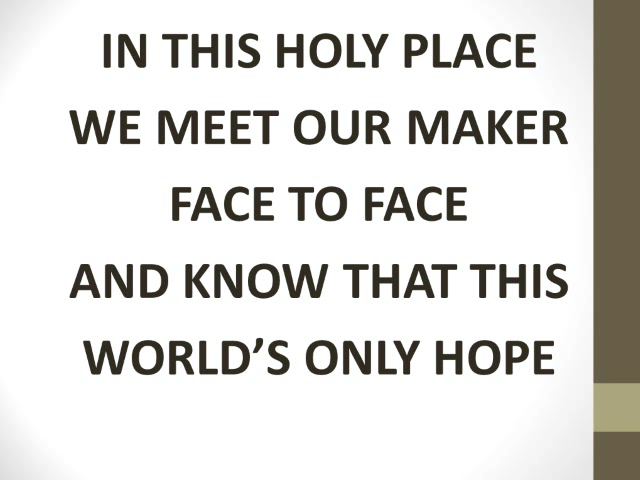 IN THIS HOLY PLACE
WE MEET OUR MAKER
FACE TO FACE
AND KNOW THAT THIS
WORLD’S ONLY HOPE